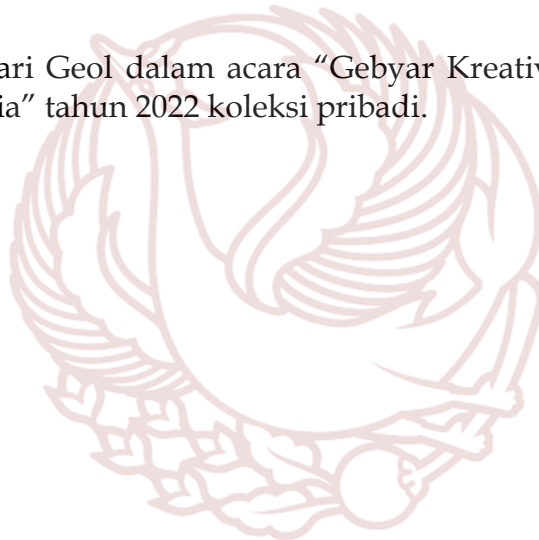 ari Geol dalam acara “Gebyar Kreativ
ia” tahun 2022 koleksi pribadi.